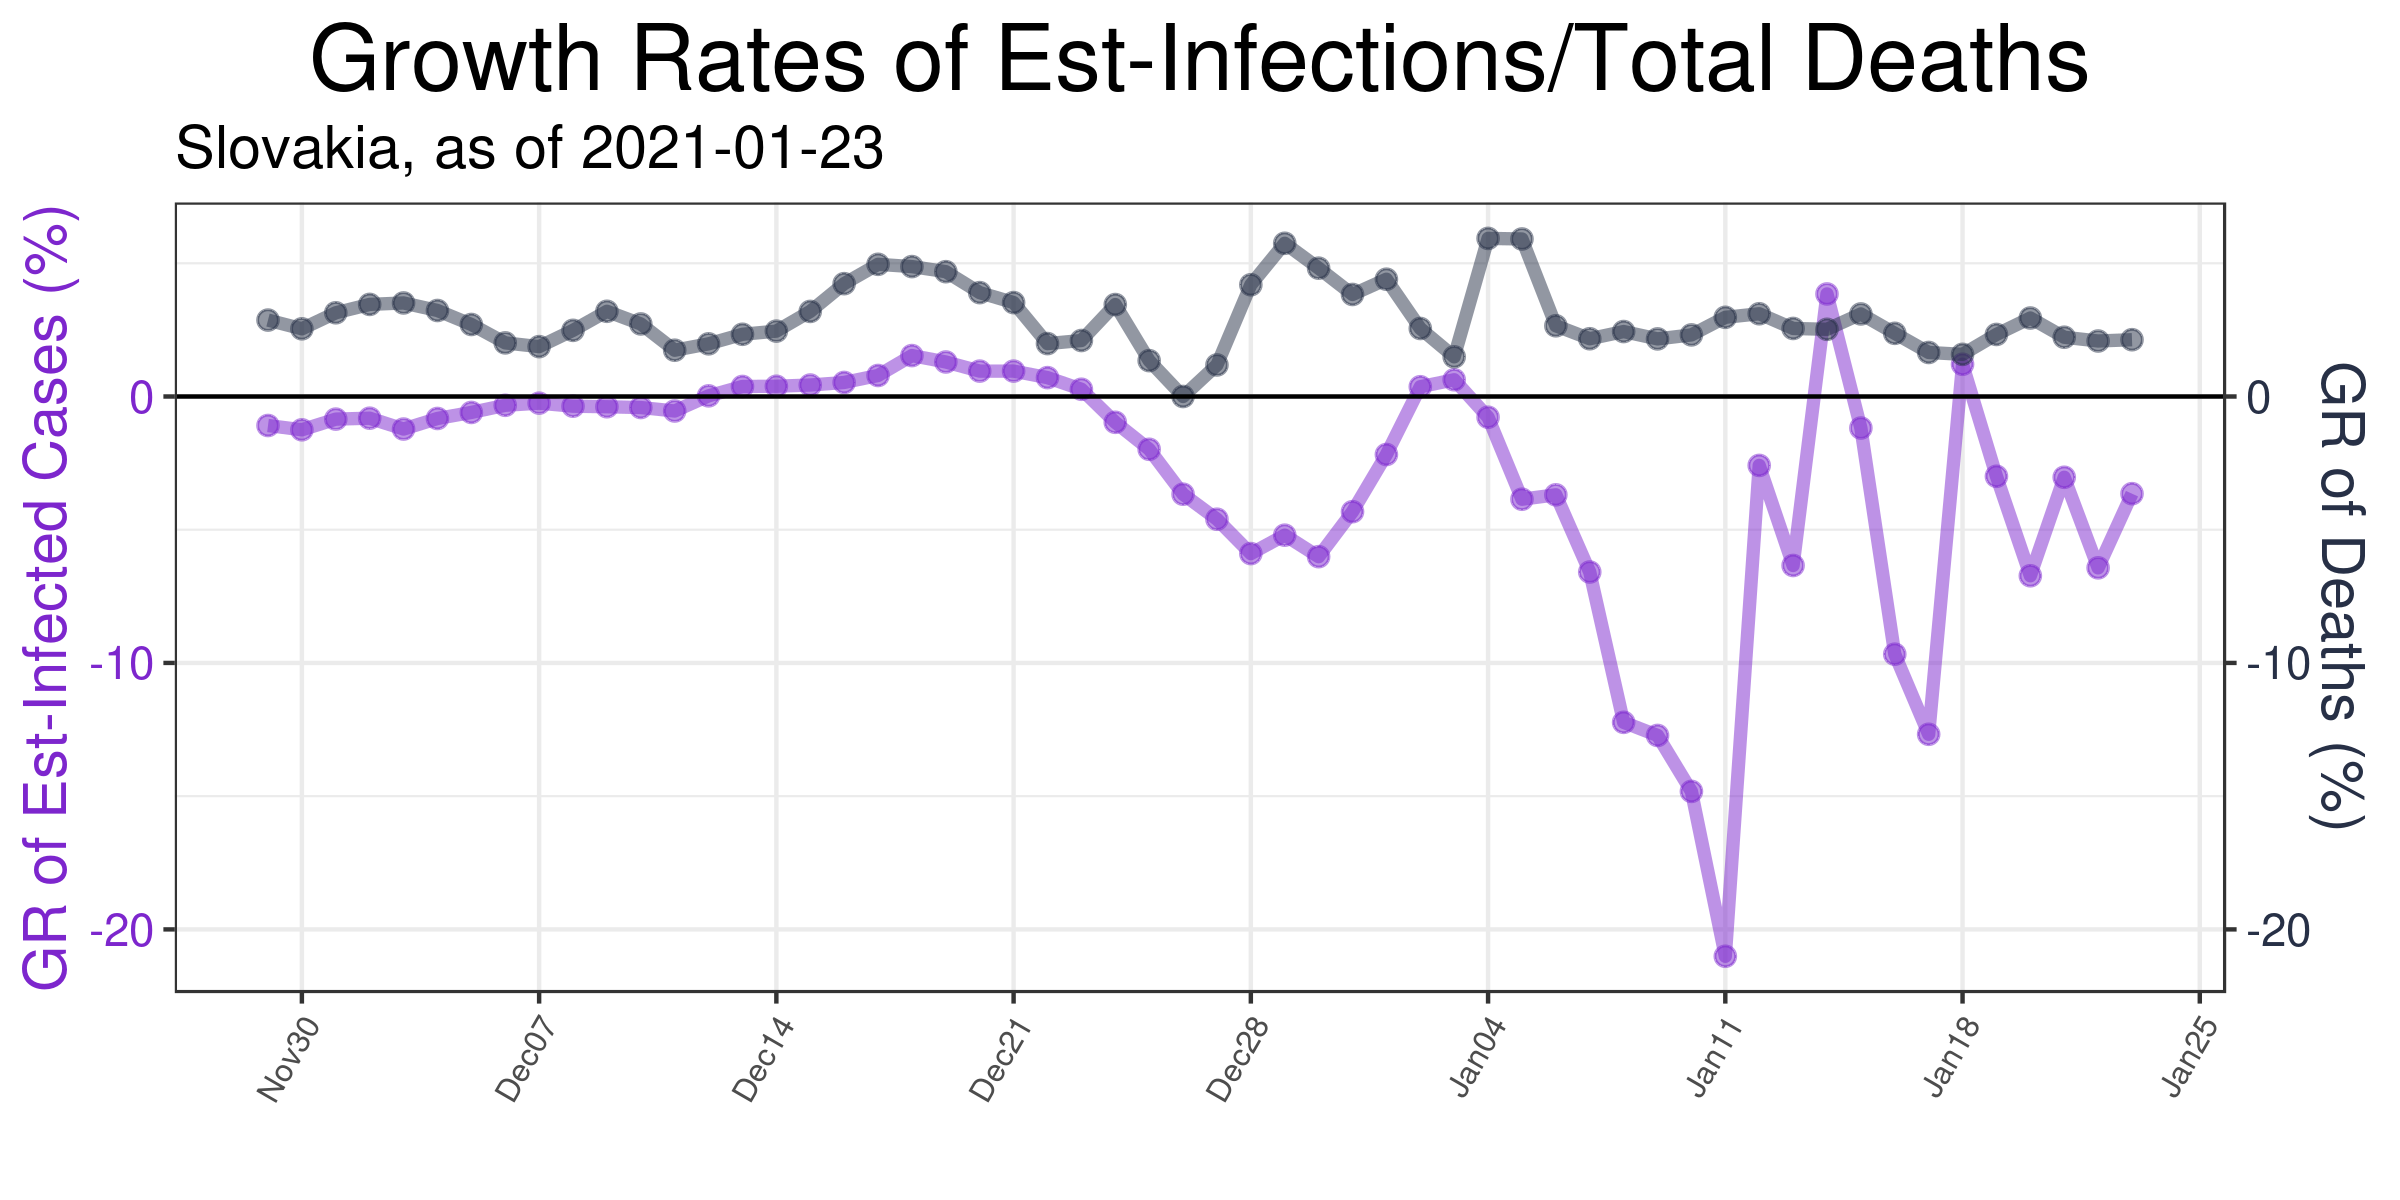 Growth Rates of Est-Infections/Total Deaths
Slovakia, as of 2021-01-23
GR of Est-Infected Cases (%)
0
-10
-20
0
-10
-20
GR of Deaths (%)
Nov30
Dec07
Dec14
Dec21
Dec28
Jan04
Jan11
Jan18
Jan25